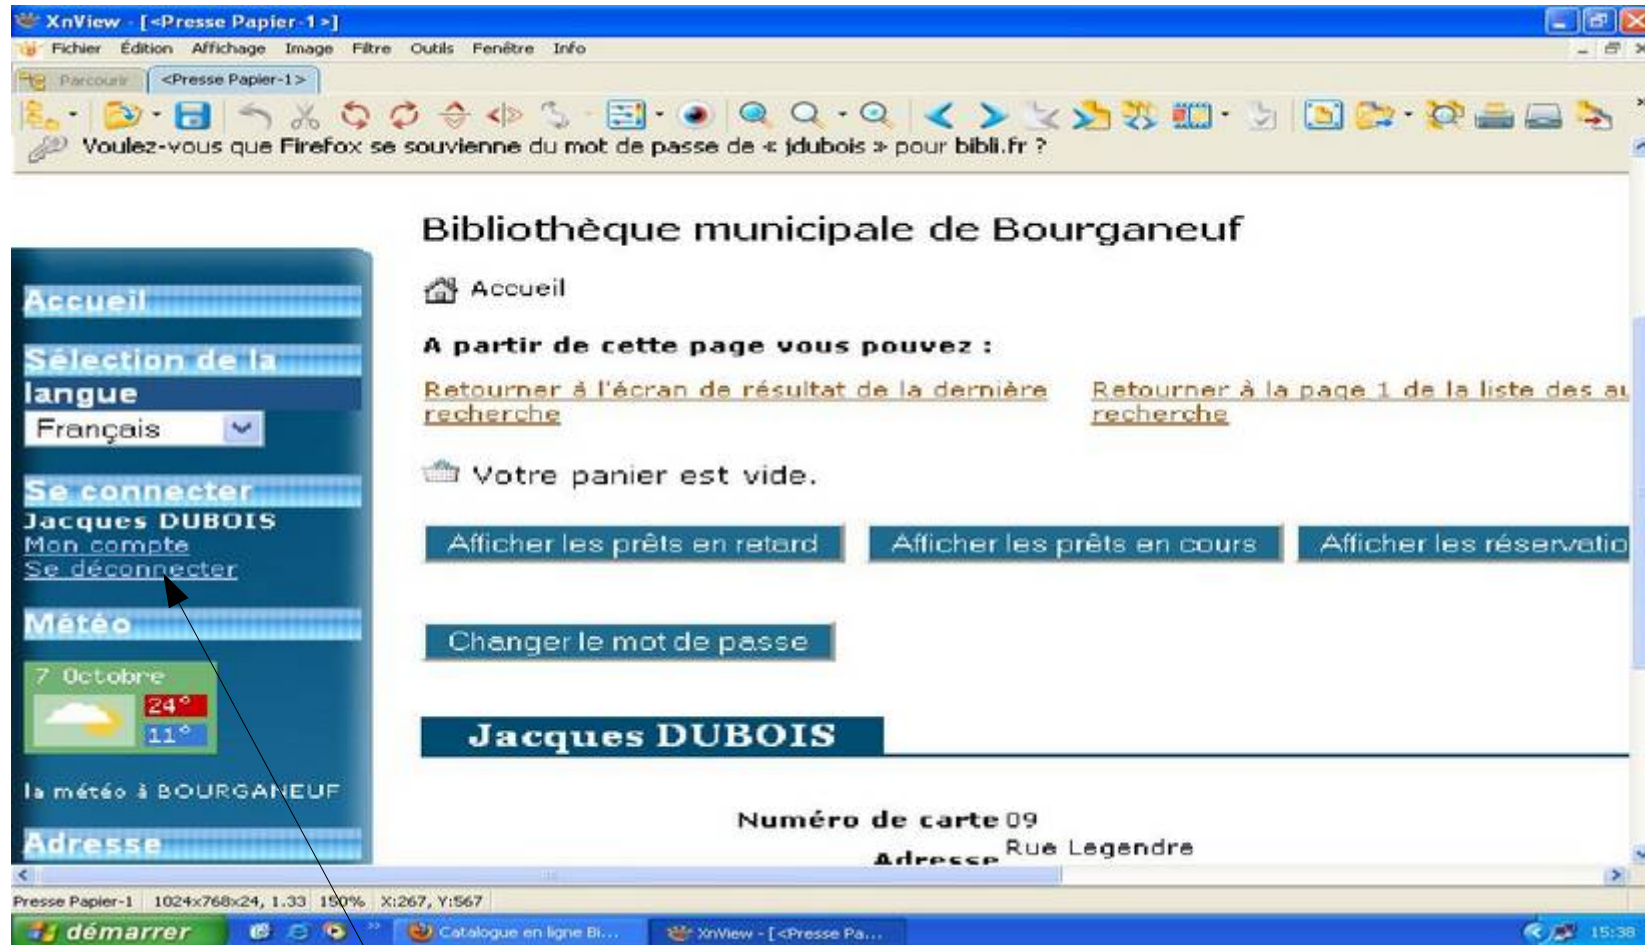 XnView - [<Presse Papier-1>]
Fichier Édition Affichage Image Filtre Outils Fenêtre Info
Parcourir <Presse Papier-1>
Voulez-vous que Firefox se souvienne du mot de passe de « jdubois » pour bibli.fr ?
Bibliothèque municipale de Bourganeuf
Accueil
A partir de cette page vous pouvez :
Retourner à l'écran de résultat de la dernière
recherche
Retourner à la page 1 de la liste des au
recherche
Votre panier est vide.
Afficher les prêts en retard Afficher les prêts en cours Afficher les réservatio
Changer le mot de passe
Jacques DUBOIS
Numéro de carte 09
Adresse Rue Legendre
Accueil
Sélection de la
langue
Français
Se connecter
Jacques DUBOIS
Mon compte
Se déconnecter
Météo
7 Octobre
24°
11°
la météo à BOURGANEUF
Adresse
Presse Papier-1 1024x768x24, 1.33 150% X:267, Y:567
démarrer Catalogue en ligne Bi... XnView - [<Presse Pa... 15:38